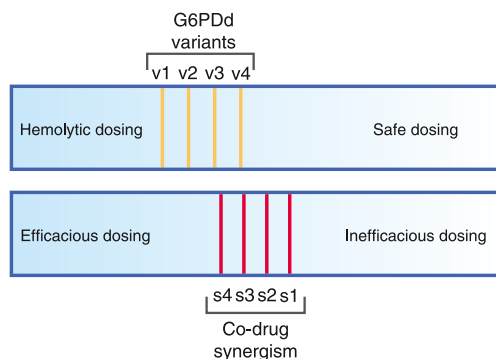 G6PDd
variants
v1 v2 v3 v4
Hemolytic dosing Safe dosing
Efficacious dosing Inefficacious dosing
s4 s3 s2 s1
Co-drug
synergism